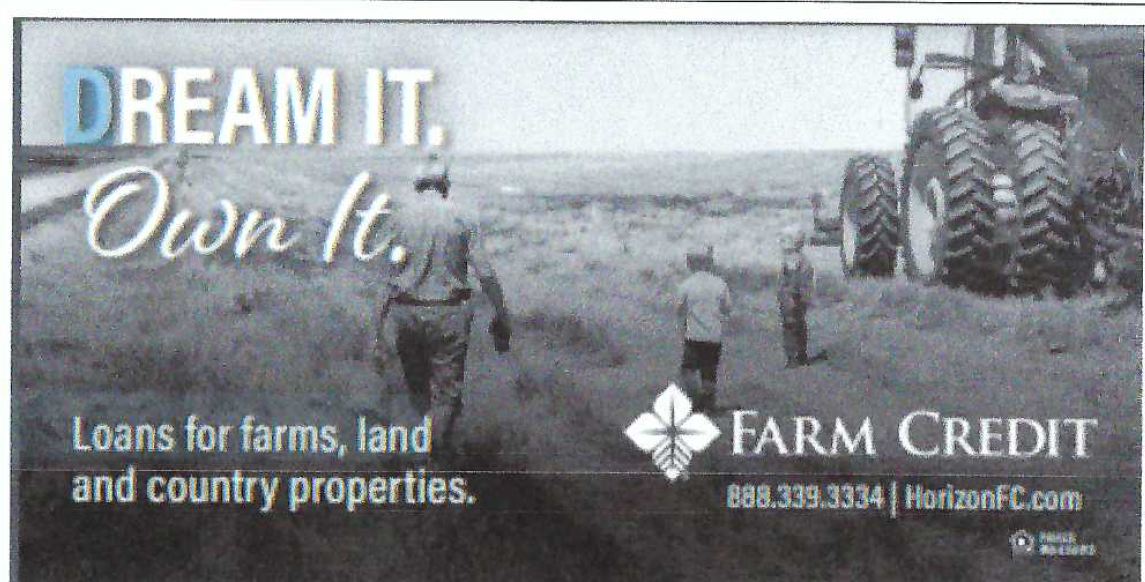 DREAM IT.
Own It.
Loans for farms, land
and country properties.
FARM CREDIT
888.339.3334 | HorizonFC.com